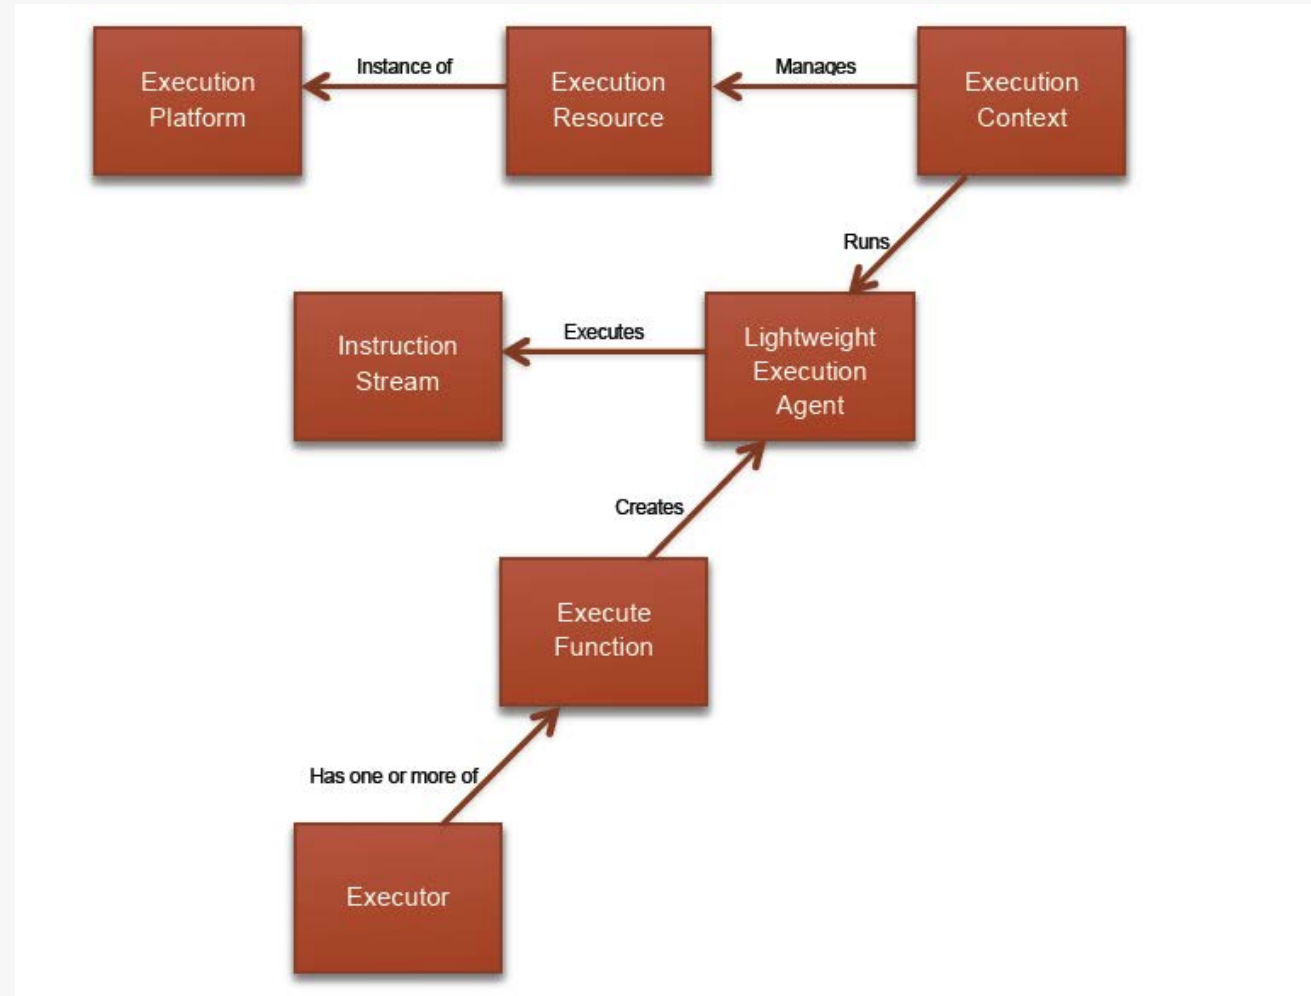 Execution
Platform
Instance of
Execution
Resource
Manages
Execution
Context
Runs
Instruction
Stream
Executes
Lightweight
Execution
Agent
Creates
Execute
Function
Has one or more of
Executor